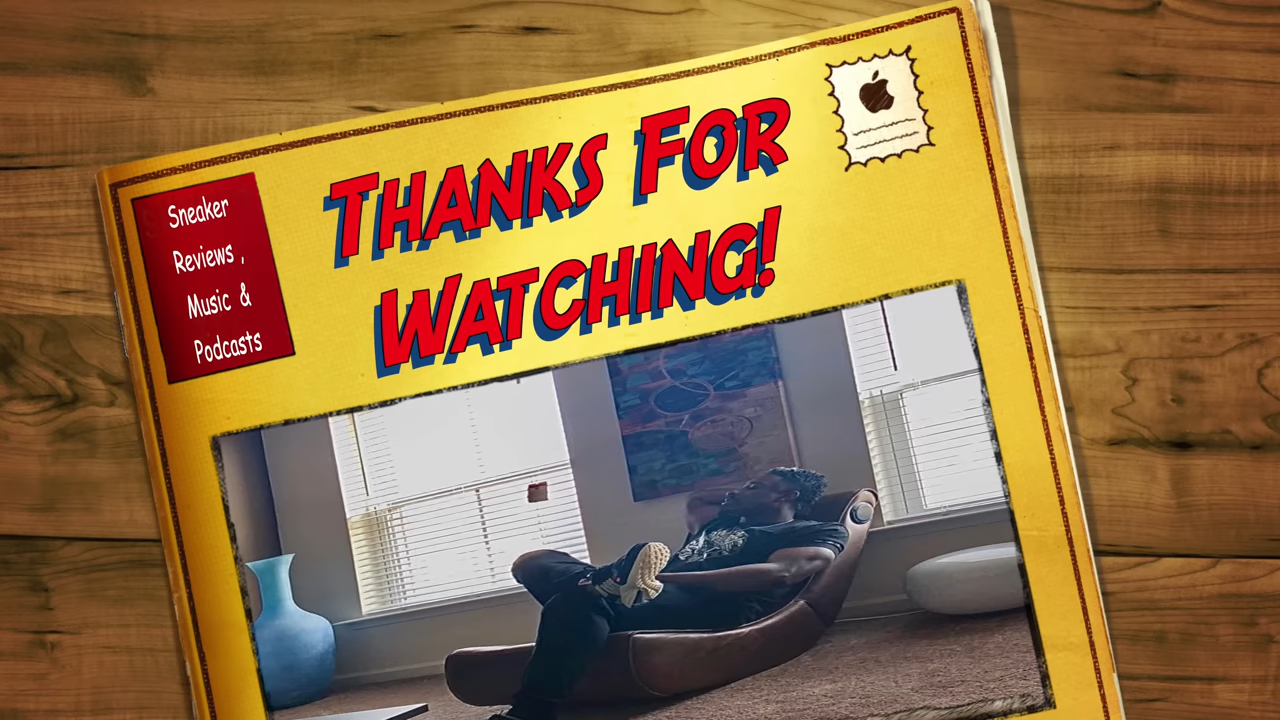 THANKS FOR
WATCHING!
Sneaker
Reviews ,
Music &
Podcasts